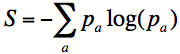 S = -∑ₐ pₐ log(pₐ)